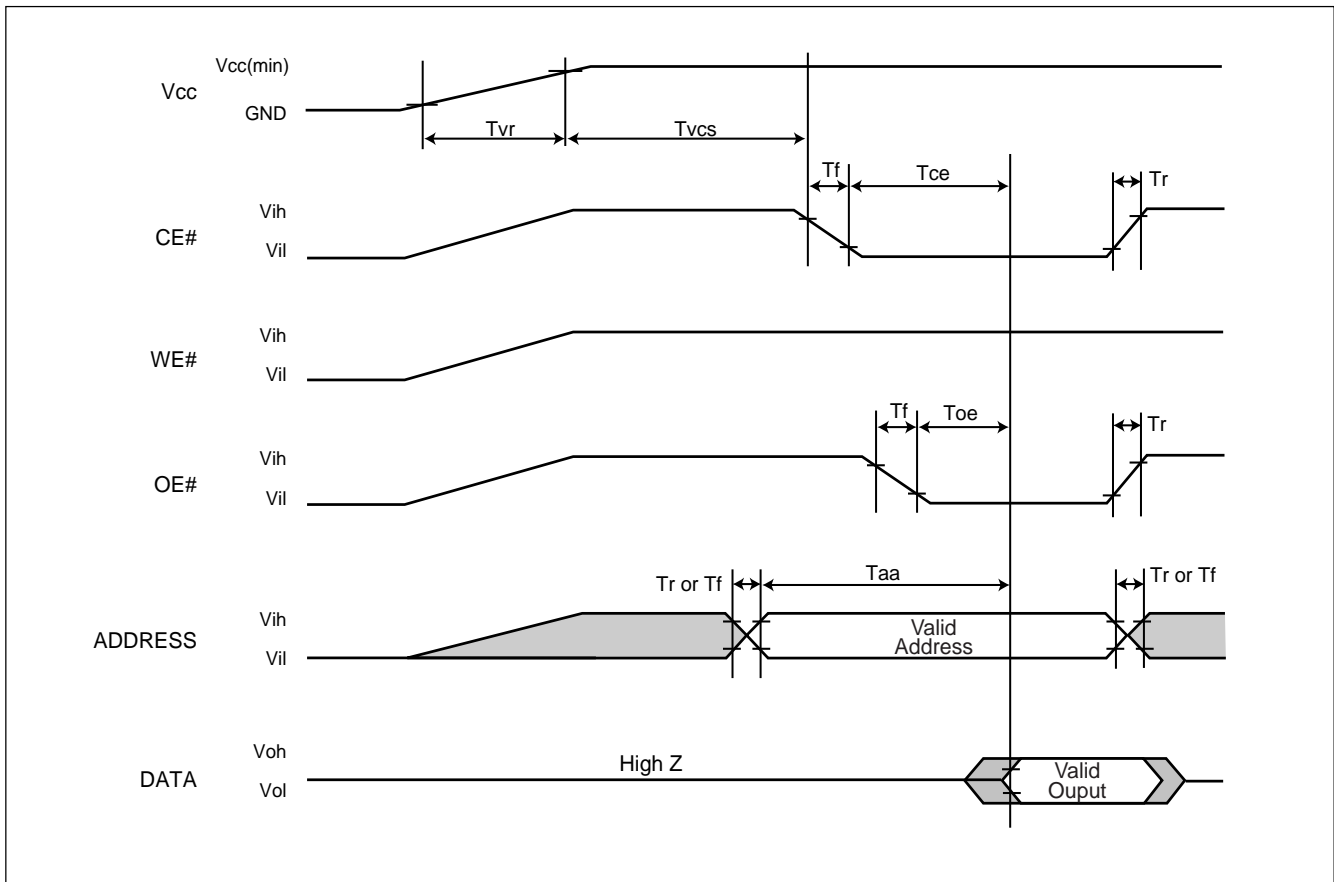 Vcc(min)
Vcc
GND
Tvr
Tvcs
Tf
Tce
Tr
Vih
CE#
Vil
Vih
WE#
Vil
Tf
Toe
Tr
Vih
OE#
Vil
Tr or Tf
Taa
Tr or Tf
Vih
ADDRESS
Vil
Valid
Address
Voh
DATA
Vol
High Z
Valid
Ouput